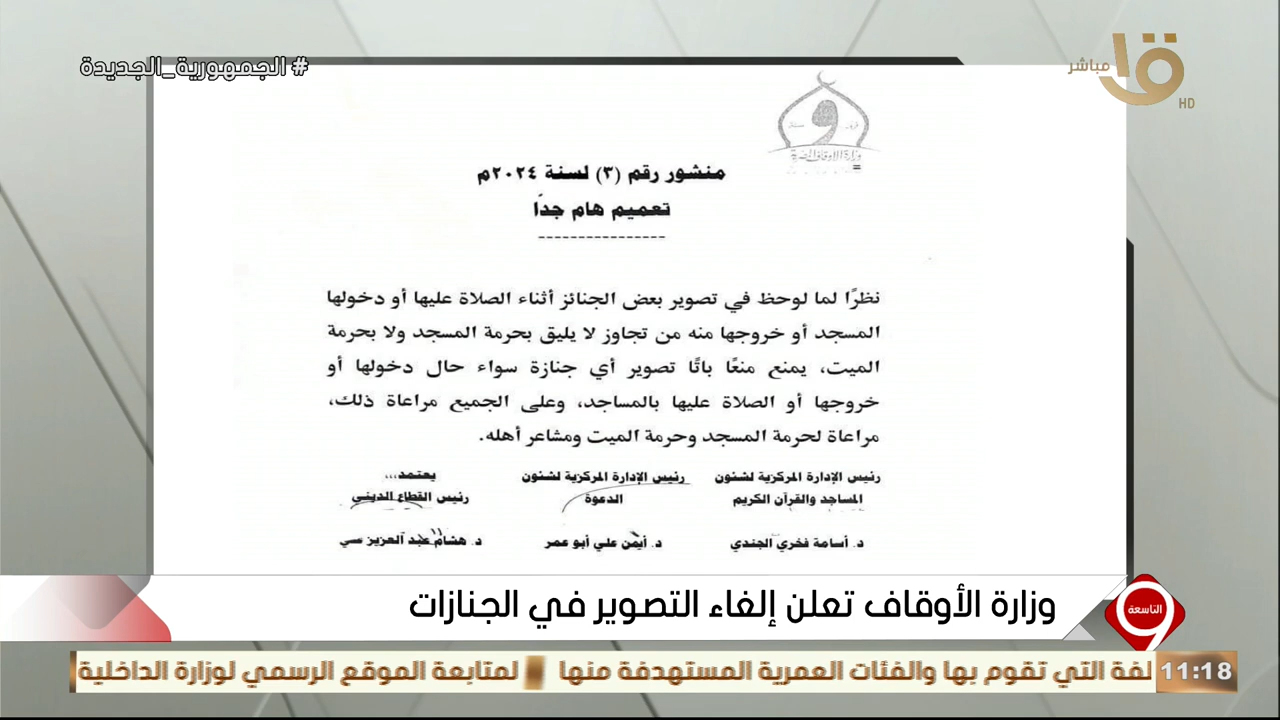 # الجمهورية_الجديدة
مباشر
HD
منشور رقم (٣) لسنة ٢٠٢٤م
تعميم هام جدًا
نظرًا لما لوحظ في تصوير بعض الجنائز أثناء الصلاة عليها أو دخولها
المسجد أو خروجها منه من تجاوز لا يليق بحرمة المسجد ولا بحرمة
الميت، يمنع منعًا باتًا تصوير أي جنازة سواء حال دخولها أو
خروجها أو الصلاة عليها بالمساجد، وعلى الجميع مراعاة ذلك،
مراعاة لحرمة المسجد وحرمة الميت ومشاعر أهله.
رئيس الإدارة المركزية لشئون
المساجد والقرآن الكريم
د. أسامة فخري الجندي
رئيس الإدارة المركزية لشئون
الدعوة
د. أيمن علي أبو عمر
يعتمد...
رئيس القطاع الديني
د. هشام عبد العزيز
وزارة الأوقاف تعلن إلغاء التصوير في الجنازات
التاسعة
9
لفة التي تقوم بها والفئات العمرية المستهدفة منها
لمتابعة الموقع الرسمي لوزارة الداخلية
11:18